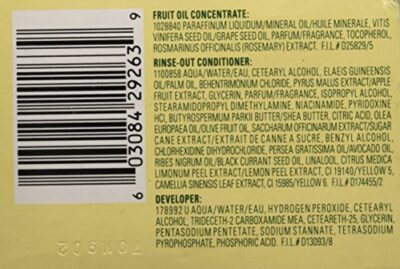 FRUIT OIL CONCENTRATE:
1028840 PARAFFINUM LIQUIDUM/MINERAL OIL/HUILE MINERALE, VITIS
VINIFERA SEED OIL/GRAPE SEED OIL, PARFUM/FRAGRANCE, TOCOPHEROL,
ROSMARINUS OFFICINALIS (ROSEMARY) EXTRACT. F.I.L.# D25829/5
RINSE-OUT CONDITIONER:
1100858 AQUA/WATER/EAU, CETEARYL ALCOHOL, ELAEIS GUINEENSIS
OIL/PALM OIL, BEHENTRIMONIUM CHLORIDE, PYRUS MALUS EXTRACT/APPLE
FRUIT EXTRACT, GLYCERIN, PARFUM/FRAGRANCE, ISOPROPYL ALCOHOL,
STEARAMIDOPROPYL DIMETHYLAMINE, NIACINAMIDE, PYRIDOXINE
HCI, BUTYROSPERMUM PARKII BUTTER/SHEA BUTTER, CITRIC ACID, OLEA
EUROPAEA OIL/OLIVE FRUIT OIL, SACCHARUM OFFICINARUM EXTRACT/SUGAR
CANE EXTRACT/EXTRAIT DE CANNE A SUCRE, BENZYL ALCOHOL,
CHLORHEXIDINE DIHYDROCHLORIDE, PERSEA GRATISSIMA OIL/AVOCADO OIL,
RIBES NIGRUM OIL/BLACK CURRANT SEED OIL, LINALOOL, CITRUS MEDICA
LIMONUM PEEL EXTRACT/LEMON PEEL EXTRACT, CI 19140/YELLOW 5,
CAMELLIA SINENSIS LEAF EXTRACT, CI 15985/YELLOW 6. F.I.L.# D174455/2
DEVELOPER:
178992 U AQUA/WATER/EAU, HYDROGEN PEROXIDE, CETEARYL
ALCOHOL; TRIDECETH-2 CARBOXAMIDE MEA, CETEARETH-25, GLYCERIN,
PENTASODIUM PENTETATE, SODIUM STANNATE, TETRASODIUM
PYROPHOSPHATE, PHOSPHORIC ACID. F.I.L.# D13093/8
6 03084 29263 9